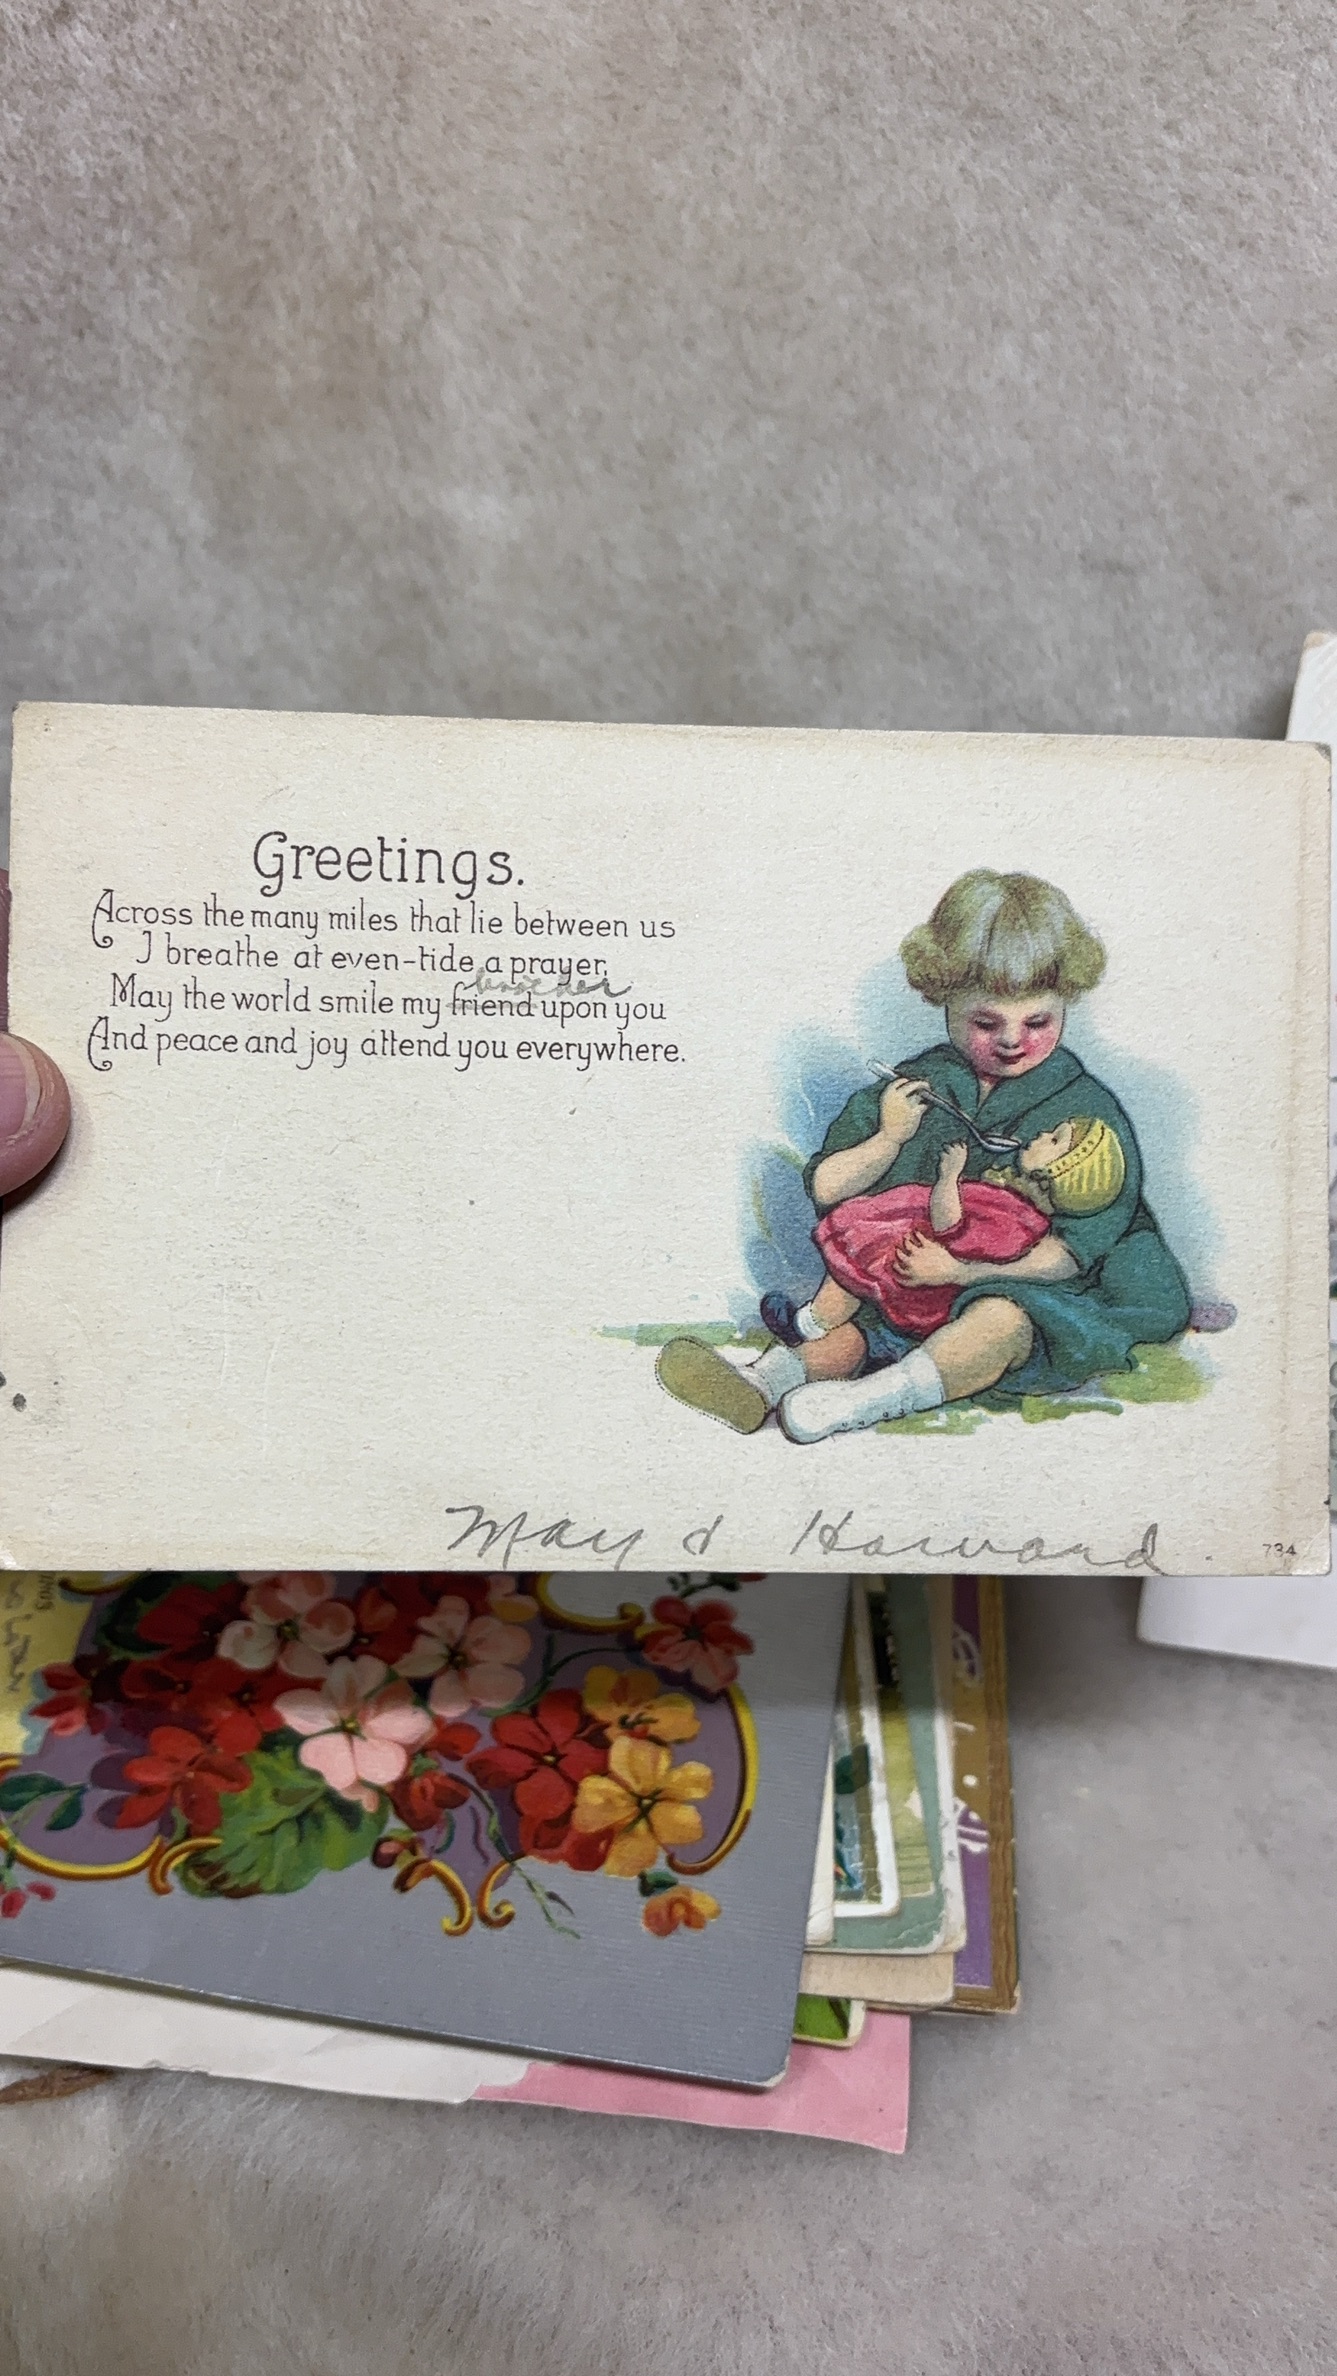 Greetings.
Across the many miles that lie between us
I breathe at even-tide a prayer,
brother
May the world smile my friend upon you
And peace and joy attend you everywhere.
May & Howard.
734